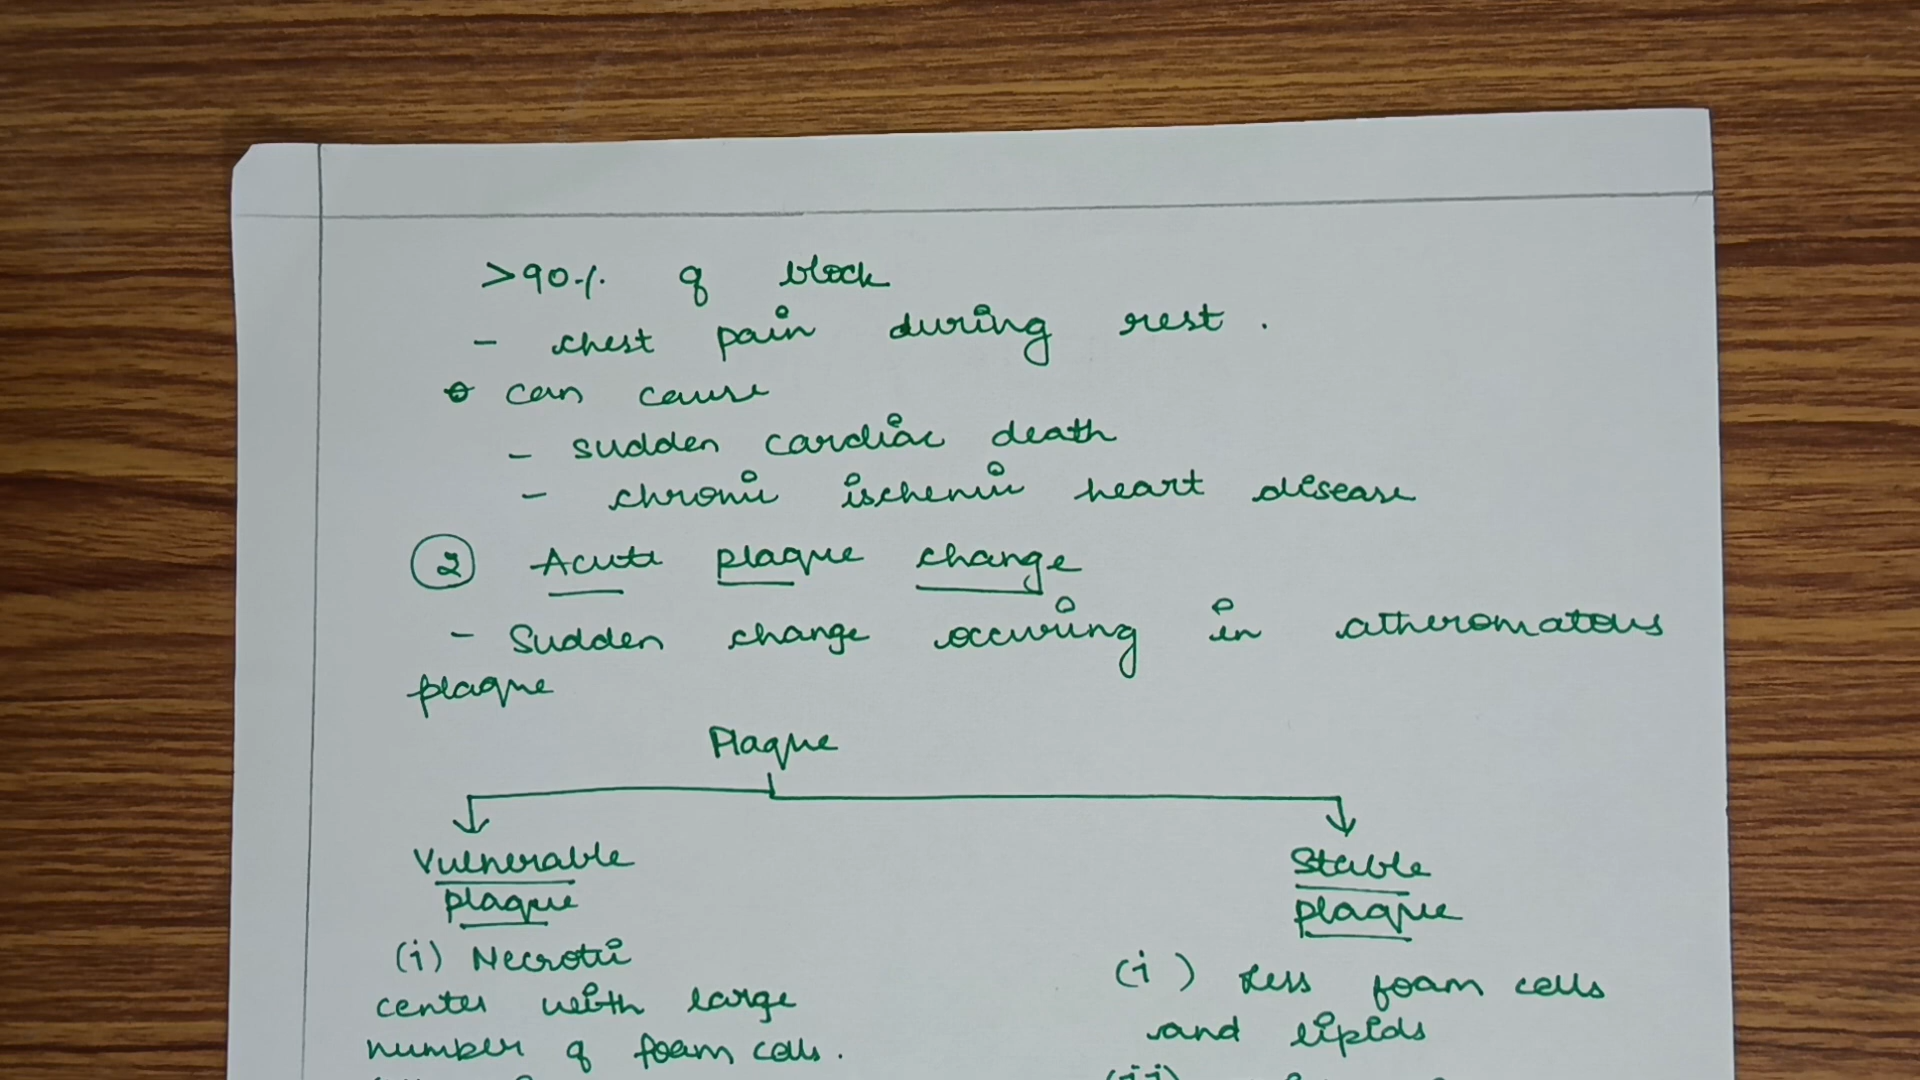 >90% of block
- chest pain during rest.
can cause
- sudden cardiac death
- chronic ischemic heart disease
② Acute plaque change
- Sudden change occuring in atheromatous
plaque
Plaque
Vulnerable
plaque
Stable
plaque
(i) Necrotic
center with large
number of foam cells.
(i) Less foam cells
and lipids
(ii)